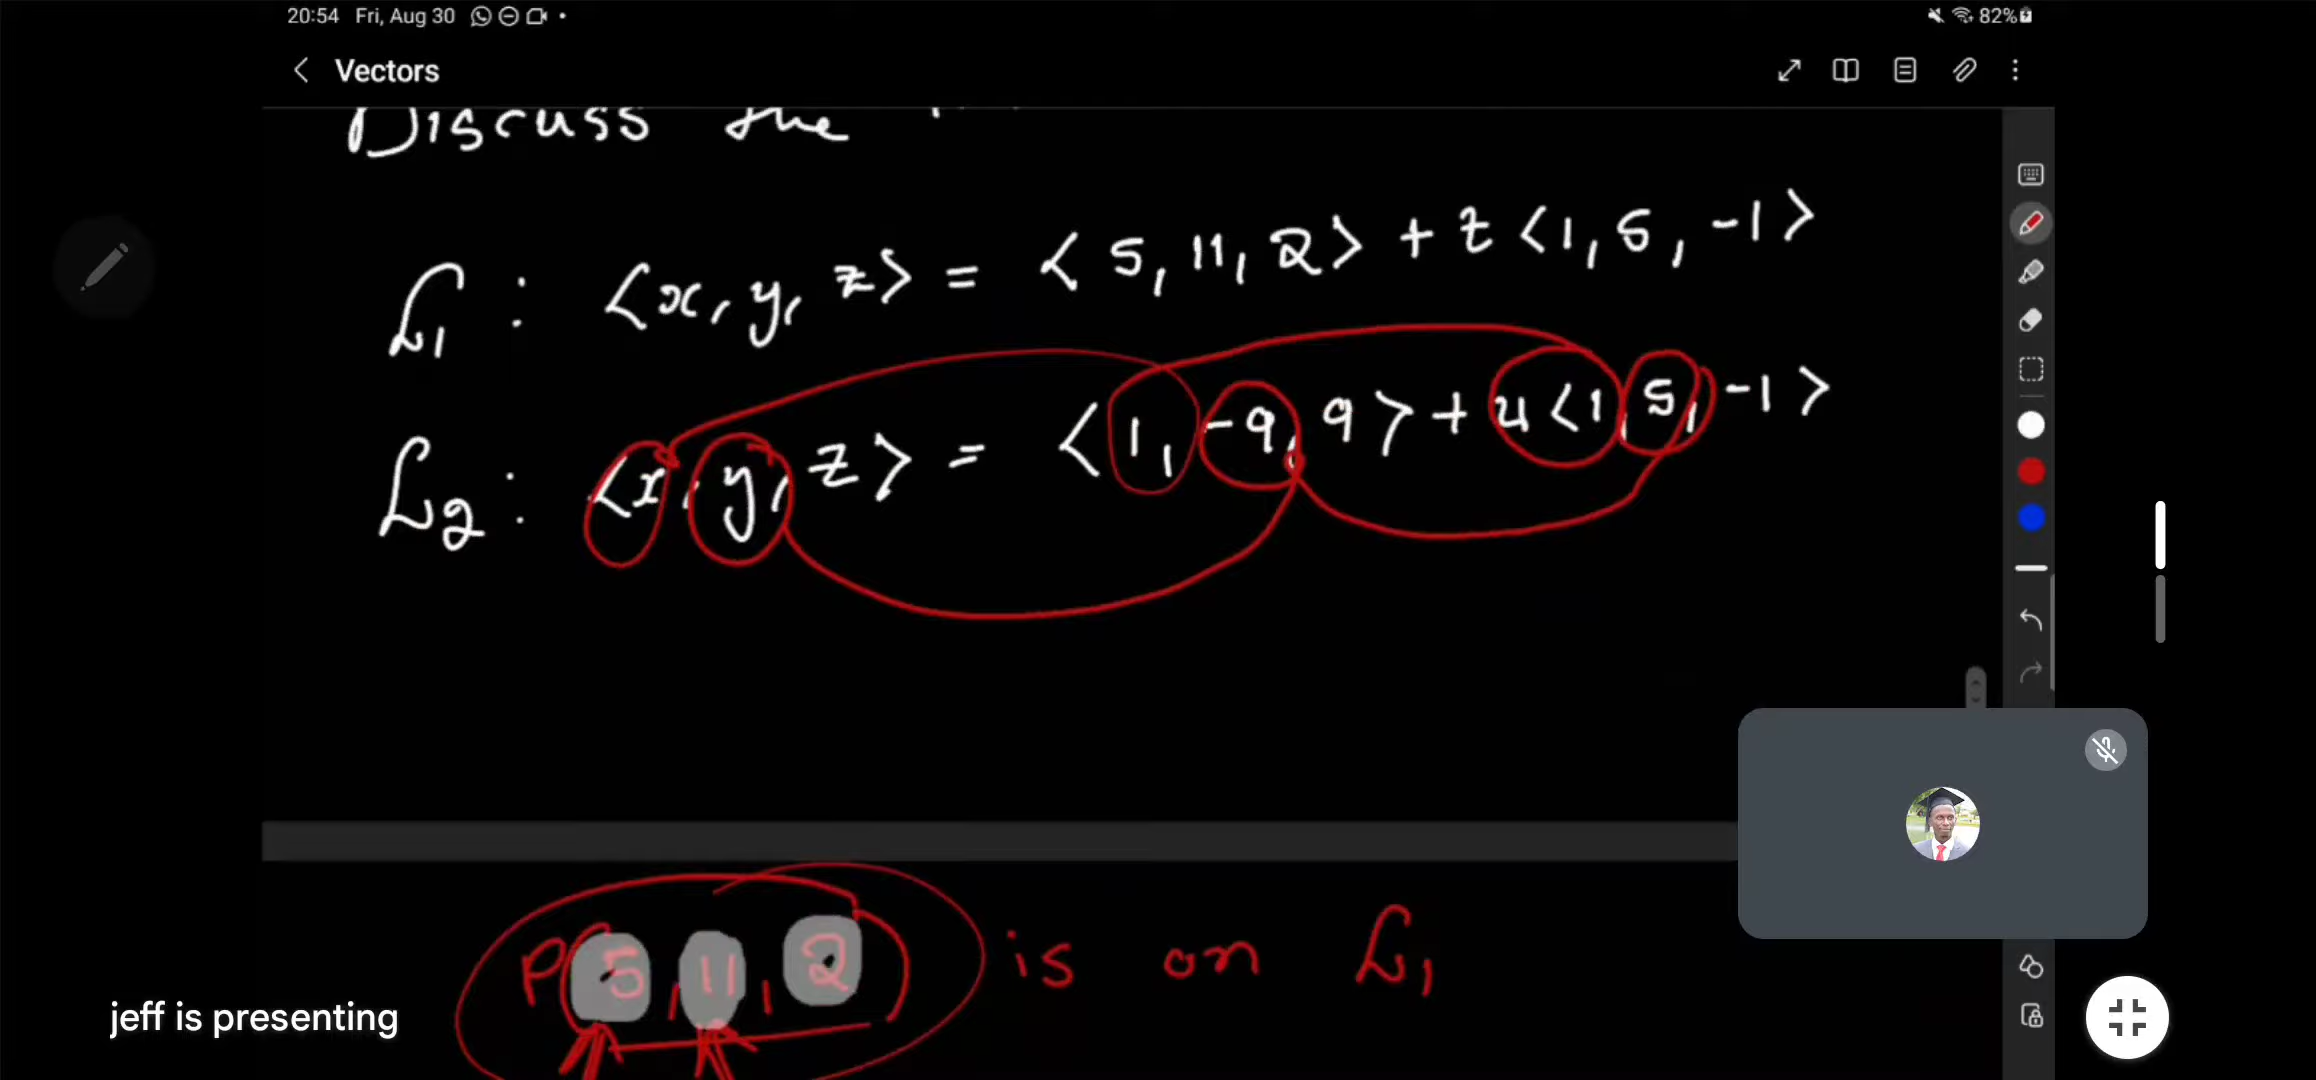 20:54 Fri, Aug 30 82%
Vectors
Discuss the
L1 : <x, y, z> = <5, 11, 2> + t<1, 5, -1>
L2 : <x, y, z> = <1, -9, 9> + u<1, 5, -1>
P(5, 11, 2) is on L1
jeff is presenting